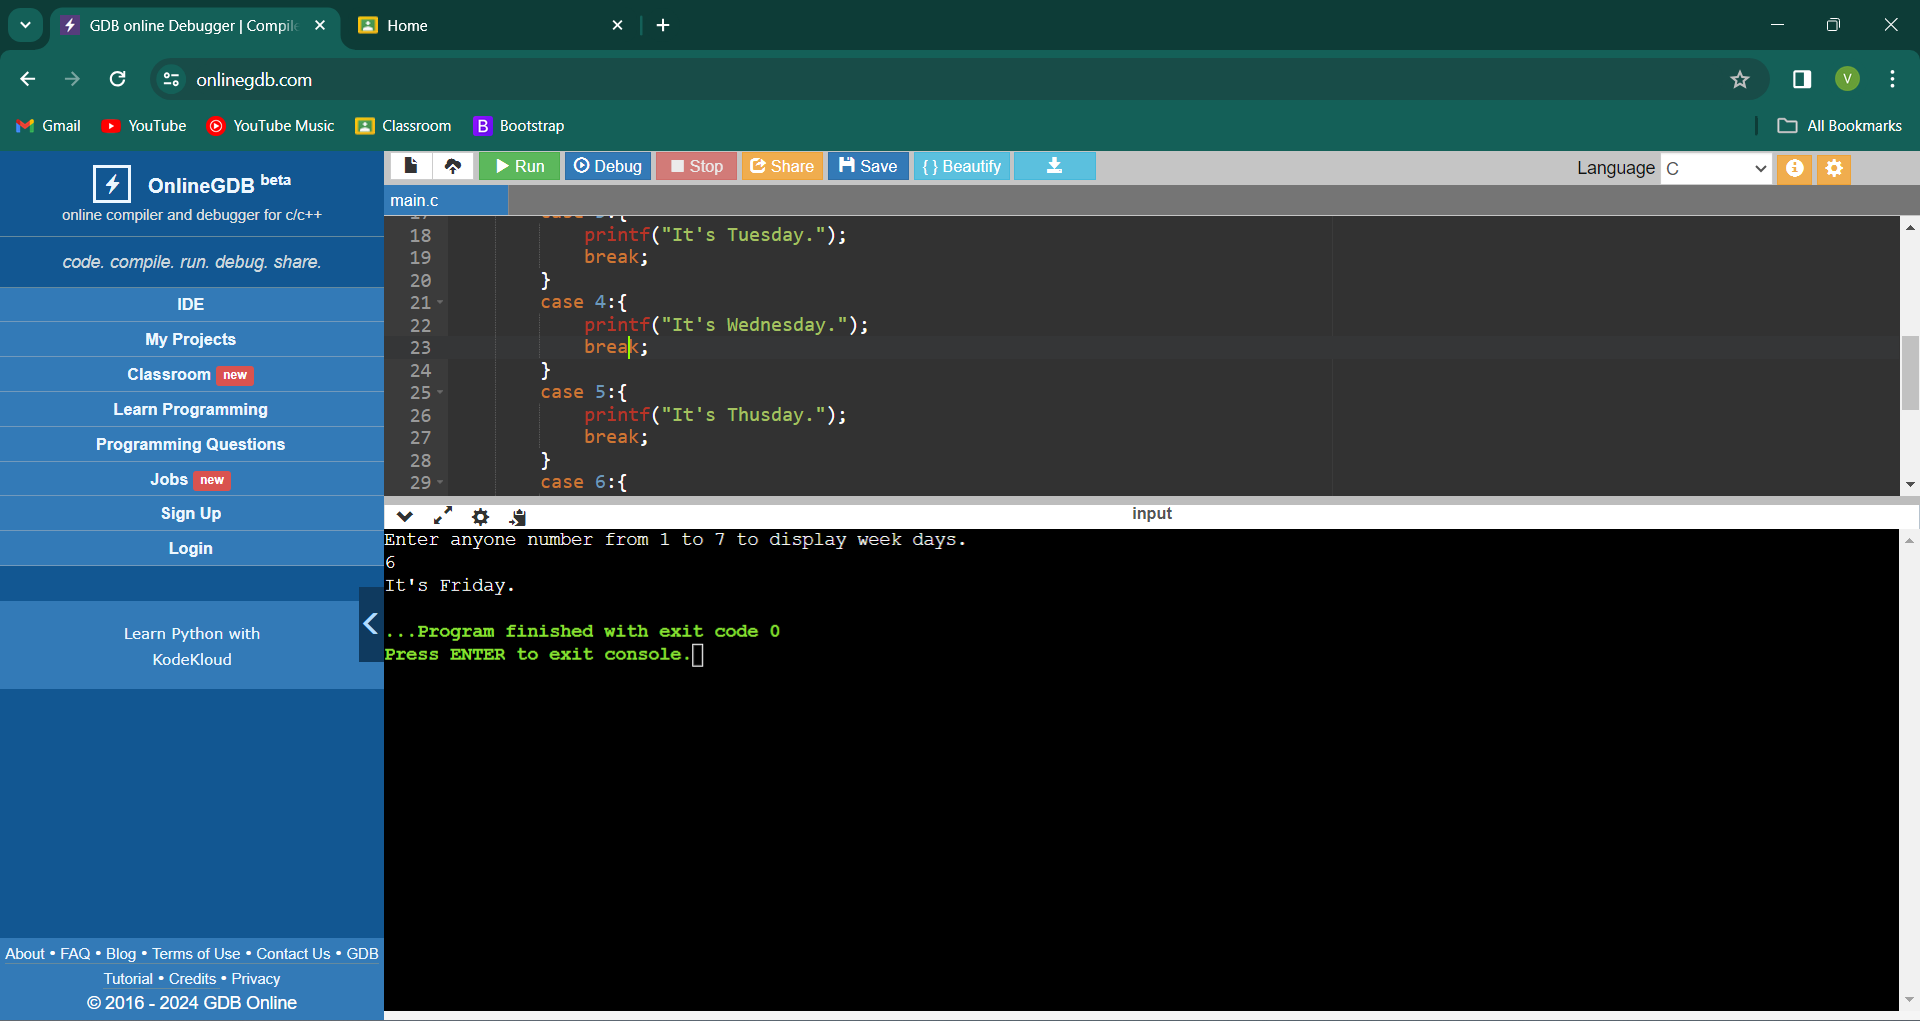 GDB online Debugger | Compile
Home
onlinegdb.com
V
Gmail
YouTube
YouTube Music
Classroom
B Bootstrap
All Bookmarks
OnlineGDB beta
online compiler and debugger for c/c++
code. compile. run. debug. share.
IDE
My Projects
Classroom new
Learn Programming
Programming Questions
Jobs new
Sign Up
Login
Learn Python with
KodeKloud
About • FAQ • Blog • Terms of Use • Contact Us • GDB
Tutorial • Credits • Privacy
© 2016 - 2024 GDB Online
Run
Debug
Stop
Share
Save
{ } Beautify
Language C
main.c
18 printf("It's Tuesday.");
19 break;
20 }
21 case 4:{
22 printf("It's Wednesday.");
23 break;
24 }
25 case 5:{
26 printf("It's Thusday.");
27 break;
28 }
29 case 6:{
input
Enter anyone number from 1 to 7 to display week days.
6
It's Friday.
...Program finished with exit code 0
Press ENTER to exit console.